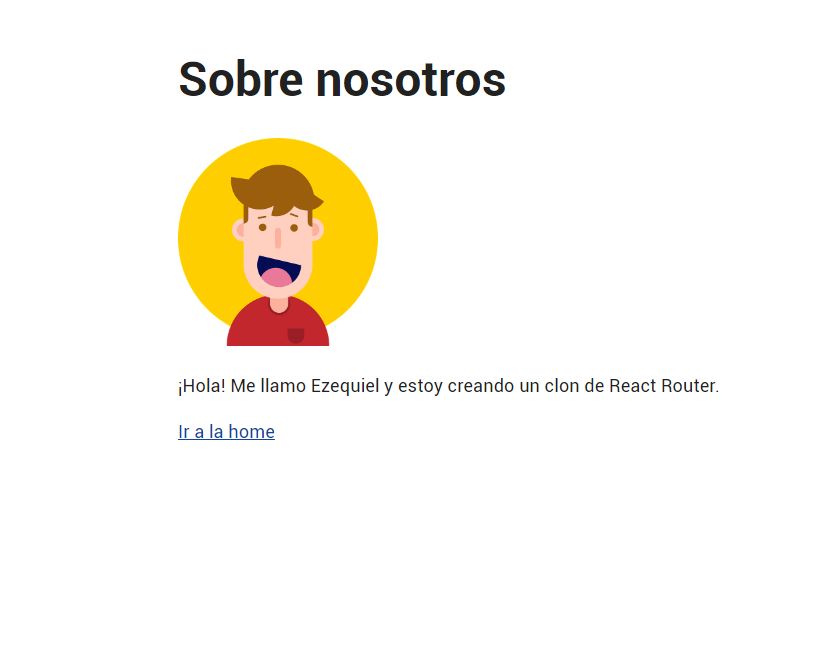 Sobre nosotros
¡Hola! Me llamo Ezequiel y estoy creando un clon de React Router.
Ir a la home